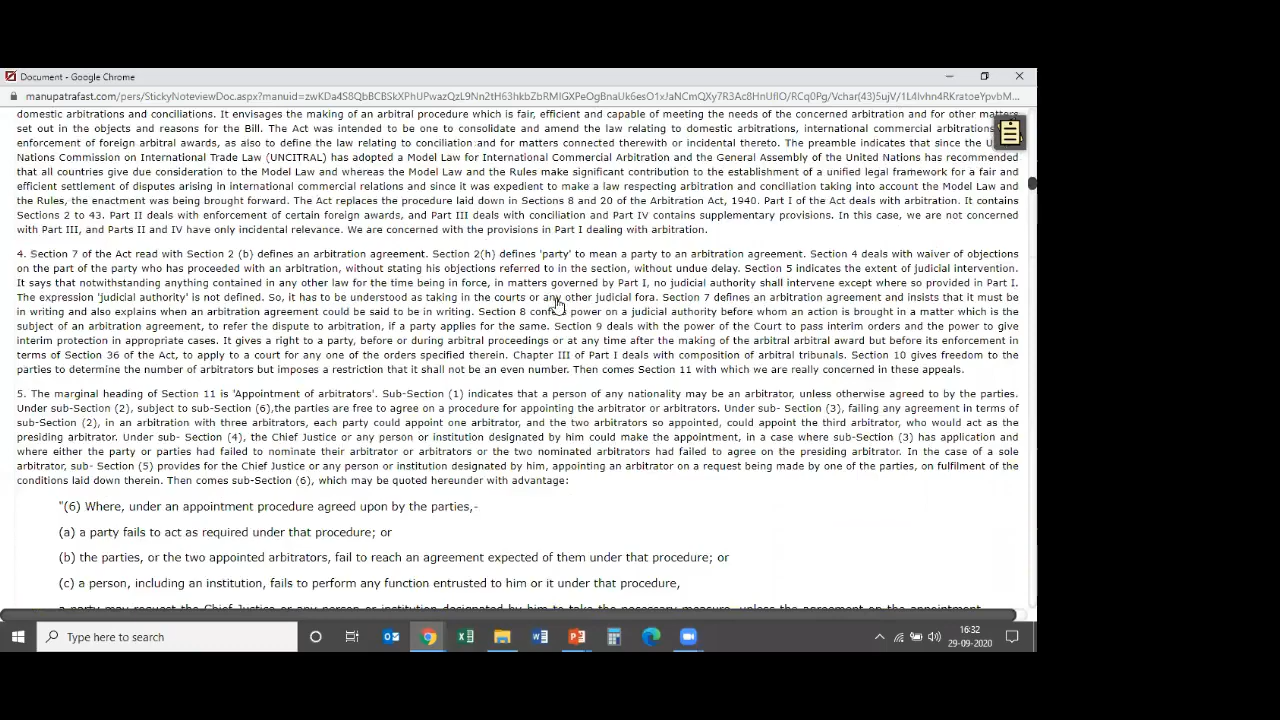 Document - Google Chrome
manupatrafast.com/pers/StickyNoteviewDoc.aspx?manuid=
domestic arbitrations and conciliations. It envisages the making of an arbitral procedure which is fair, efficient and capable of meeting the needs of the concerned arbitration and for other matters
set out in the objects and reasons for the Bill. The Act was intended to be one to consolidate and amend the law relating to domestic arbitrations, international commercial arbitrations
enforcement of foreign arbitral awards, as also to define the law relating to conciliation and for matters connected therewith or incidental thereto. The preamble indicates that since the
Nations Commission on International Trade Law (UNCITRAL) has adopted a Model Law for International Commercial Arbitration and the General Assembly of the United Nations has recommended
that all countries give due consideration to the Model Law and whereas the Model Law and the Rules make significant contribution to the establishment of a unified legal framework for a fair and
efficient settlement of disputes arising in international commercial relations and since it was expedient to make a law respecting arbitration and conciliation taking into account the Model Law and
the Rules, the enactment was being brought forward. The Act replaces the procedure laid down in Sections 8 and 20 of the Arbitration Act, 1940. Part I of the Act deals with arbitration. It contains
Sections 2 to 43. Part II deals with enforcement of certain foreign awards, and Part III deals with conciliation and Part IV contains supplementary provisions. In this case, we are not concerned
with Part III, and Parts II and IV have only incidental relevance. We are concerned with the provisions in Part I dealing with arbitration.
4. Section 7 of the Act read with Section 2 (b) defines an arbitration agreement. Section 2(h) defines 'party' to mean a party to an arbitration agreement. Section 4 deals with waiver of objections
on the part of the party who has proceeded with an arbitration, without stating his objections referred to in the section, without undue delay. Section 5 indicates the extent of judicial intervention.
It says that notwithstanding anything contained in any other law for the time being in force, in matters governed by Part I, no judicial authority shall intervene except where so provided in Part I.
The expression 'judicial authority' is not defined. So, it has to be understood as taking in the courts or any other judicial fora. Section 7 defines an arbitration agreement and insists that it must be
in writing and also explains when an arbitration agreement could be said to be in writing. Section 8 confers power on a judicial authority before whom an action is brought in a matter which is the
subject of an arbitration agreement, to refer the dispute to arbitration, if a party applies for the same. Section 9 deals with the power of the Court to pass interim orders and the power to give
interim protection in appropriate cases. It gives a right to a party, before or during arbitral proceedings or at any time after the making of the arbitral arbitral award but before its enforcement in
terms of Section 36 of the Act, to apply to a court for any one of the orders specified therein. Chapter III of Part I deals with composition of arbitral tribunals. Section 10 gives freedom to the
parties to determine the number of arbitrators but imposes a restriction that it shall not be an even number. Then comes Section 11 with which we are really concerned in these appeals.
5. The marginal heading of Section 11 is 'Appointment of arbitrators'. Sub-Section (1) indicates that a person of any nationality may be an arbitrator, unless otherwise agreed to by the parties.
Under sub-Section (2), subject to sub-Section (6),the parties are free to agree on a procedure for appointing the arbitrator or arbitrators. Under sub- Section (3), failing any agreement in terms of
sub-Section (2), in an arbitration with three arbitrators, each party could appoint one arbitrator, and the two arbitrators so appointed, could appoint the third arbitrator, who would act as the
presiding arbitrator. Under sub- Section (4), the Chief Justice or any person or institution designated by him could make the appointment, in a case where sub-Section (3) has application and
where either the party or parties had failed to nominate their arbitrator or arbitrators or the two nominated arbitrators had failed to agree on the presiding arbitrator. In the case of a sole
arbitrator, sub- Section (5) provides for the Chief Justice or any person or institution designated by him, appointing an arbitrator on a request being made by one of the parties, on fulfilment of the
conditions laid down therein. Then comes sub-Section (6), which may be quoted hereunder with advantage:
"(6) Where, under an appointment procedure agreed upon by the parties,-
(a) a party fails to act as required under that procedure; or
(b) the parties, or the two appointed arbitrators, fail to reach an agreement expected of them under that procedure; or
(c) a person, including an institution, fails to perform any function entrusted to him or it under that procedure,
a party may request the Chief Justice or any person or institution designated by him to take the necessary measure, unless the agreement on the appointment
Type here to search
16:32
29-09-2020